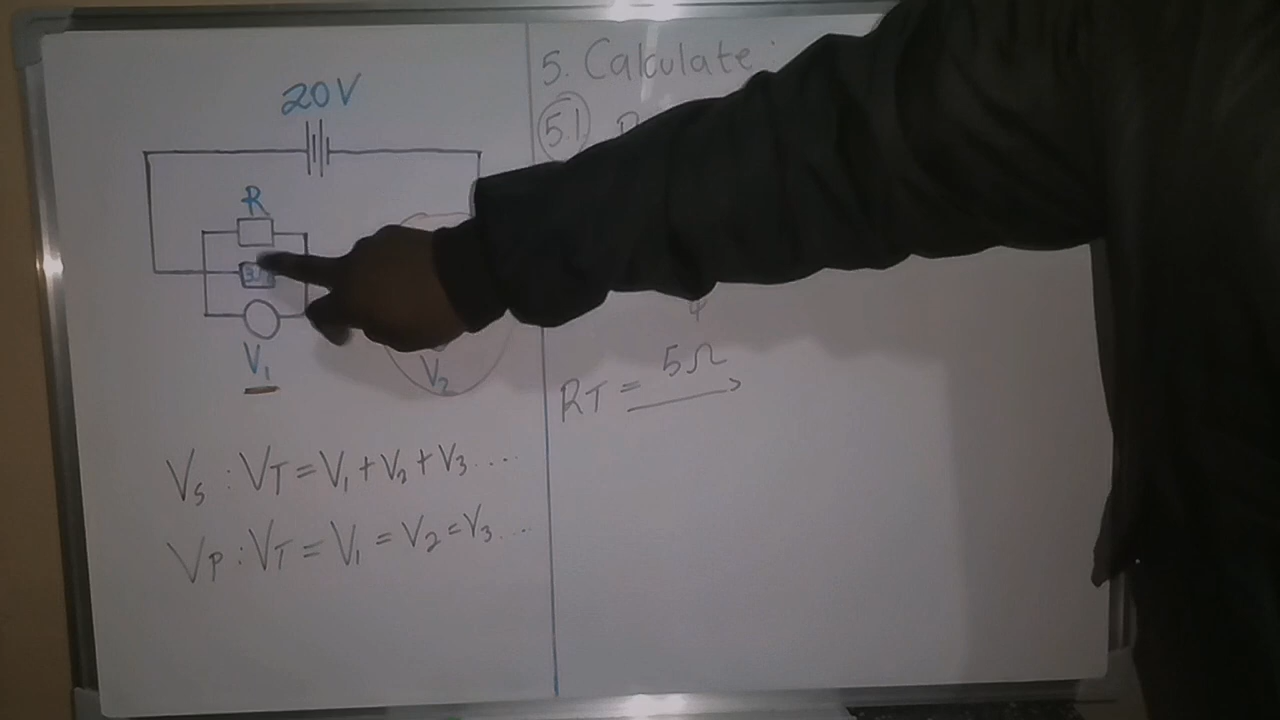 20V
R
3Ω
V₁
V₂
Vs : VT = V₁ + V₂ + V₃ ....
Vp : VT = V₁ = V₂ = V₃ ...
5. Calculate :
5.1
4
RT = 5Ω